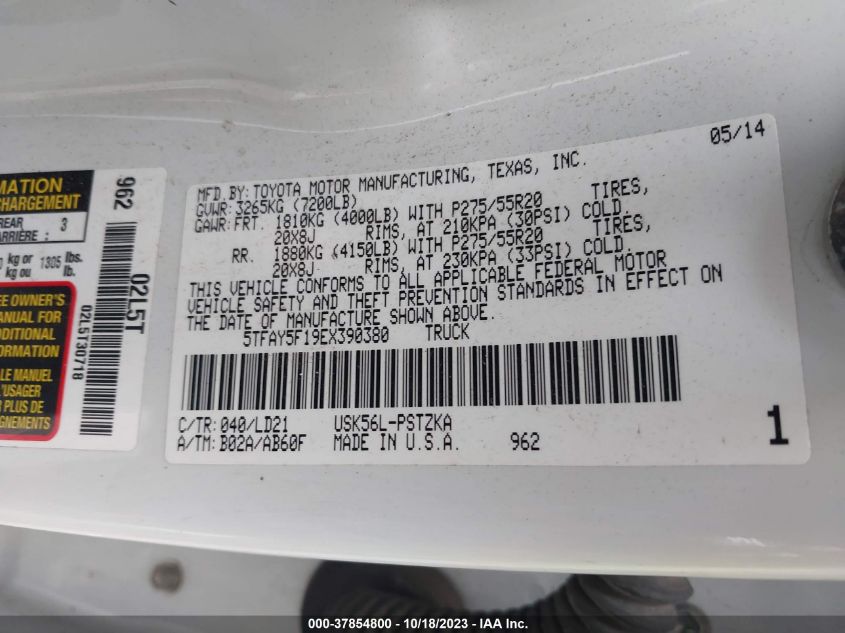 MATION
CHARGEMENT
REAR
ARRIÈRE : 3
kg or 1305 lbs.
kg ou lb.
EE OWNER'S
MANUAL FOR
ADDITIONAL
FORMATION
LE MANUEL
L'USAGER
R PLUS DE
GNEMENTS
962
02L5T
02L5T30718
05/14
MFD.BY: TOYOTA MOTOR MANUFACTURING, TEXAS, INC.
GVWR: 3265KG (7200LB)
GAWR: FRT. 1810KG (4000LB) WITH P275/55R20 TIRES,
20X8J RIMS, AT 210KPA (30PSI) COLD.
RR. 1880KG (4150LB) WITH P275/55R20 TIRES,
20X8J RIMS, AT 230KPA (33PSI) COLD.
THIS VEHICLE CONFORMS TO ALL APPLICABLE FEDERAL MOTOR
VEHICLE SAFETY AND THEFT PREVENTION STANDARDS IN EFFECT ON
THE DATE OF MANUFACTURE SHOWN ABOVE.
5TFAY5F19EX390380 TRUCK
C/TR: 040/LD21 USK56L-PSTZKA
A/TM: B02A/AB60F MADE IN U.S.A. 962
1
000-37854800 - 10/18/2023 - IAA Inc.